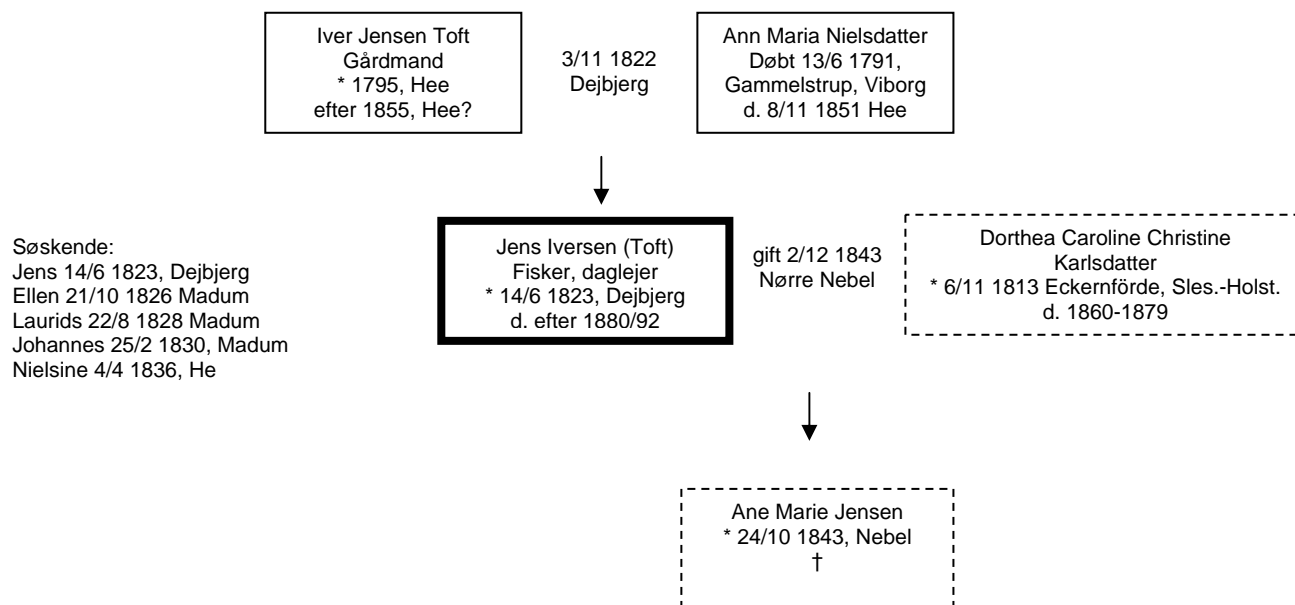 Iver Jensen Toft
Gårdmand
* 1795, Hee
efter 1855, Hee?
3/11 1822
Dejbjerg
Ann Maria Nielsdatter
Døbt 13/6 1791,
Gammelstrup, Viborg
d. 8/11 1851 Hee
Søskende:
Jens 14/6 1823, Dejbjerg
Ellen 21/10 1826 Madum
Laurids 22/8 1828 Madum
Johannes 25/2 1830, Madum
Nielsine 4/4 1836, He
Jens Iversen (Toft)
Fisker, daglejer
* 14/6 1823, Dejbjerg
d. efter 1880/92
gift 2/12 1843
Nørre Nebel
Dorthea Caroline Christine
Karlsdatter
* 6/11 1813 Eckernförde, Sles.-Holst.
d. 1860-1879
Ane Marie Jensen
* 24/10 1843, Nebel
†